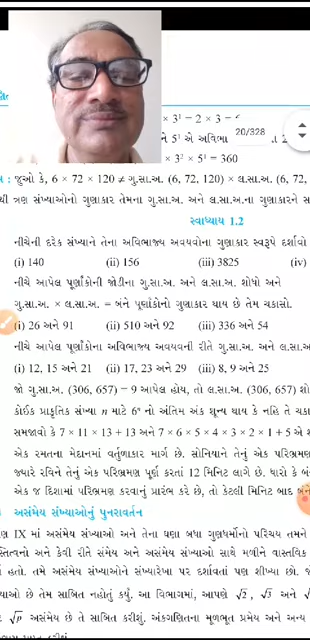 × 3¹ = 2 × 3 =
ને 5¹ એ અવિભા
20/328
× 3² × 5¹ = 360
: જુઓ કે, 6 × 72 × 120 ≠ ગુ.સા.અ. (6, 72, 120) × લ.સા.અ. (6, 72,
થી ત્રણ સંખ્યાઓનો ગુણાકાર તેમના ગુ.સા.અ. અને લ.સા.અ.ના ગુણાકારને સ
સ્વાધ્યાય 1.2
નીચેની દરેક સંખ્યાને તેના અવિભાજ્ય અવયવોના ગુણાકાર સ્વરૂપે દર્શાવો
(i) 140 (ii) 156 (iii) 3825 (iv)
નીચે આપેલ પૂર્ણાંકોની જોડીના ગુ.સા.અ. અને લ.સા.અ. શોધો અને
ગુ.સા.અ. × લ.સા.અ. = બંને પૂર્ણાંકોનો ગુણાકાર થાય છે તેમ ચકાસો.
(i) 26 અને 91 (ii) 510 અને 92 (iii) 336 અને 54
નીચે આપેલ પૂર્ણાંકોના અવિભાજ્ય અવયવની રીતે ગુ.સા.અ. અને લ.સા.અ
(i) 12, 15 અને 21 (ii) 17, 23 અને 29 (iii) 8, 9 અને 25
જો ગુ.સા.અ. (306, 657) = 9 આપેલ હોય, તો લ.સા.અ. (306, 657) શો
કોઈક પ્રાકૃતિક સંખ્યા n માટે 6ⁿ નો અંતિમ અંક શૂન્ય થાય કે નહિ તે ચકા
સમજાવો કે 7 × 11 × 13 + 13 અને 7 × 6 × 5 × 4 × 3 × 2 × 1 + 5 એ શ
એક રમતના મેદાનમાં વર્તુળાકાર માર્ગ છે. સોનિયાને તેનું એક પરિભ્રમણ
જ્યારે રવિને તેનું એક પરિભ્રમણ પૂર્ણ કરતાં 12 મિનિટ લાગે છે. ધારો કે બં
એક જ દિશામાં પરિભ્રમણ કરવાનું પ્રારંભ કરે છે, તો કેટલી મિનિટ બાદ બંને
અસંમેય સંખ્યાઓનું પુનરાવર્તન
ણ IX માં અસંમેય સંખ્યાઓ અને તેના ઘણા બધા ગુણધર્મોનો પરિચય તમને
સ્તિત્વનો અને કેવી રીતે સંમેય અને અસંમેય સંખ્યાઓ સાથે મળીને વાસ્તવિક
ર્યો હતો. તમે અસંમેય સંખ્યાઓને સંખ્યારેખા પર દર્શાવતાં પણ શીખ્યા છો. જ
યાઓ છે તેમ સાબિત નહોતું કર્યું. આ વિભાગમાં, આપણે √2 , √3 અને √
√p અસંમેય છે તે સાબિત કરીશું. અંકગણિતના મૂળભૂત પ્રમેય અને અન્ય